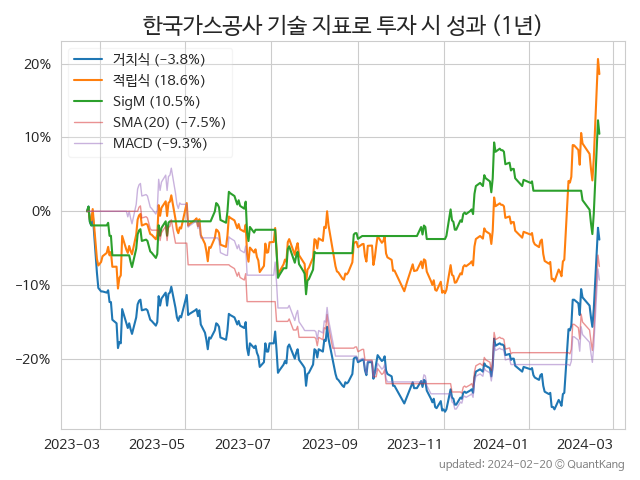 한국가스공사 기술 지표로 투자 시 성과 (1년)
거치식 (−3.8%)
적립식 (18.6%)
SigM (10.5%)
SMA(20) (−7.5%)
MACD (−9.3%)
20%
10%
0%
−10%
−20%
2023-03 2023-05 2023-07 2023-09 2023-11 2024-01 2024-03
updated: 2024-02-20 © QuantKang